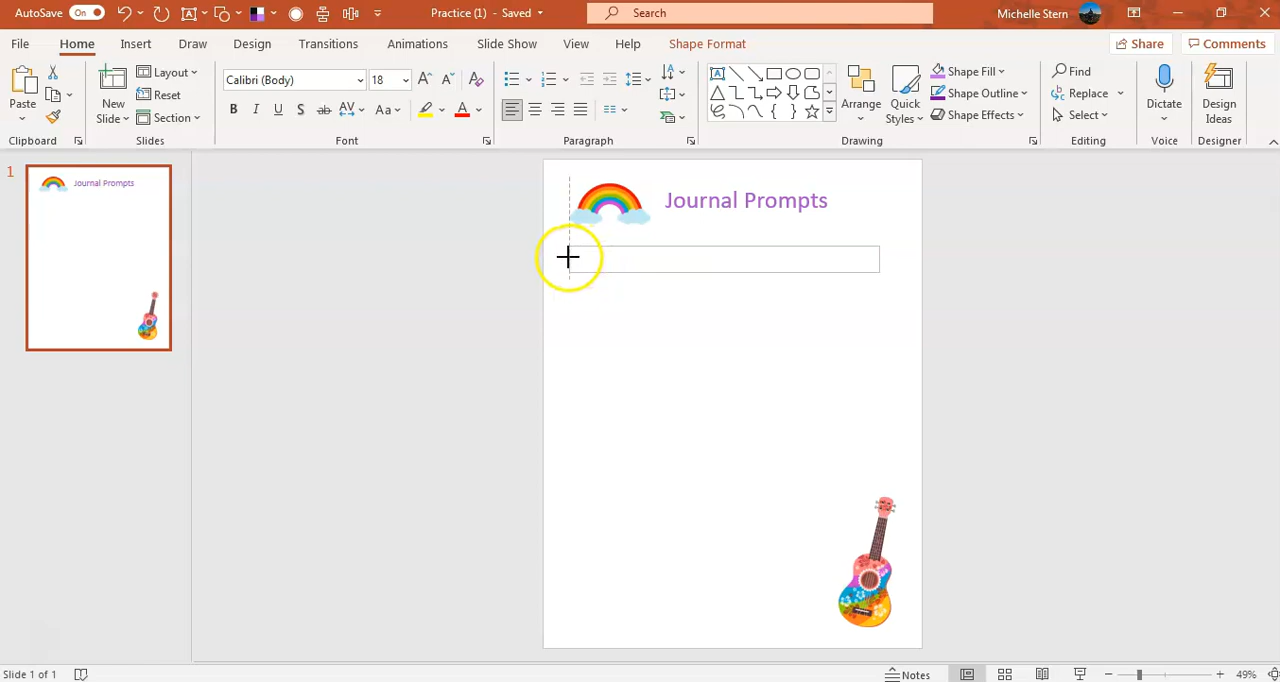 AutoSave On Practice (1) - Saved Search Michelle Stern
File Home Insert Draw Design Transitions Animations Slide Show View Help Shape Format Share Comments
Paste
New Slide
Layout
Reset
Section
Calibri (Body) 18
B I U S ab AV Aa A
Arrange
Quick Styles
Shape Fill
Shape Outline
Shape Effects
Find
Replace
Select
Dictate
Design Ideas
Clipboard Slides Font Paragraph Drawing Editing Voice Designer
1
Journal Prompts
Journal Prompts
Slide 1 of 1 Notes 49%